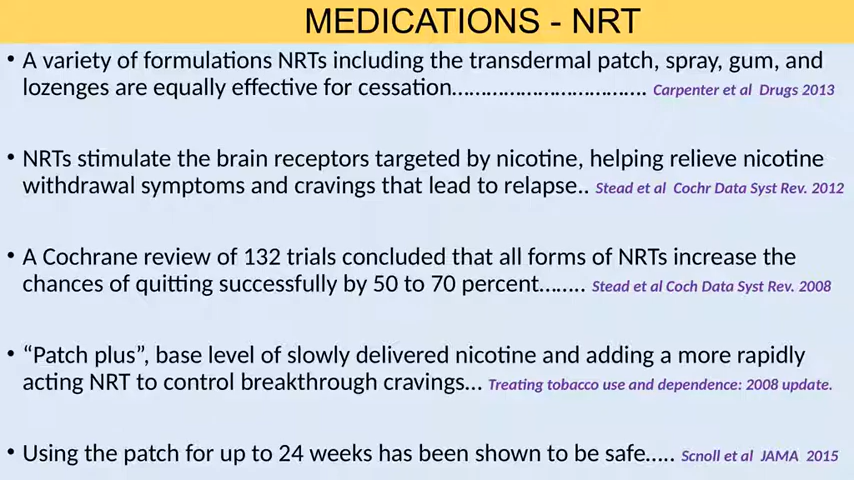 MEDICATIONS - NRT
• A variety of formulations NRTs including the transdermal patch, spray, gum, and
lozenges are equally effective for cessation……………………………. Carpenter et al Drugs 2013
• NRTs stimulate the brain receptors targeted by nicotine, helping relieve nicotine
withdrawal symptoms and cravings that lead to relapse.. Stead et al Cochr Data Syst Rev. 2012
• A Cochrane review of 132 trials concluded that all forms of NRTs increase the
chances of quitting successfully by 50 to 70 percent…….. Stead et al Coch Data Syst Rev. 2008
• “Patch plus”, base level of slowly delivered nicotine and adding a more rapidly
acting NRT to control breakthrough cravings… Treating tobacco use and dependence: 2008 update.
• Using the patch for up to 24 weeks has been shown to be safe….. Scnoll et al JAMA 2015